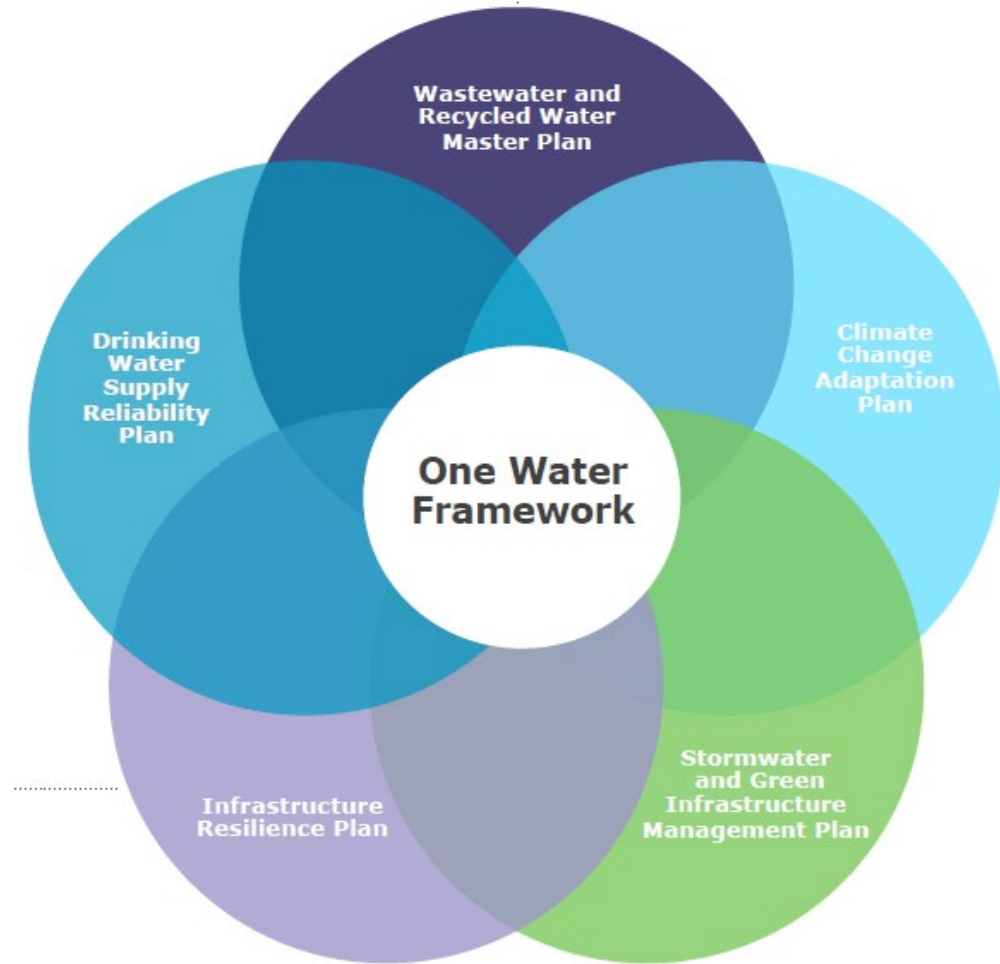 Wastewater and
Recycled Water
Master Plan
Drinking
Water
Supply
Reliability
Plan
Climate
Change
Adaptation
Plan
One Water
Framework
Infrastructure
Resilience Plan
Stormwater
and Green
Infrastructure
Management Plan